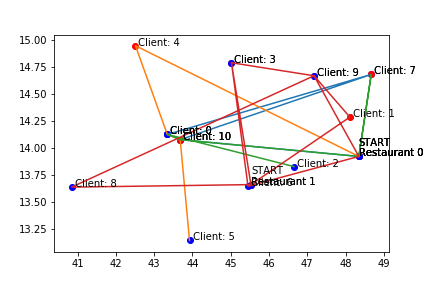 15.00
14.75
14.50
14.25
14.00
13.75
13.50
13.25
41
42
43
44
45
46
47
48
49
Client: 4
Client: 3
Client: 9
Client: 7
Client: 1
Client: 0
Client: 10
START
Restaurant 0
Client: 2
START
Restaurant 1
Client: 8
Client: 5